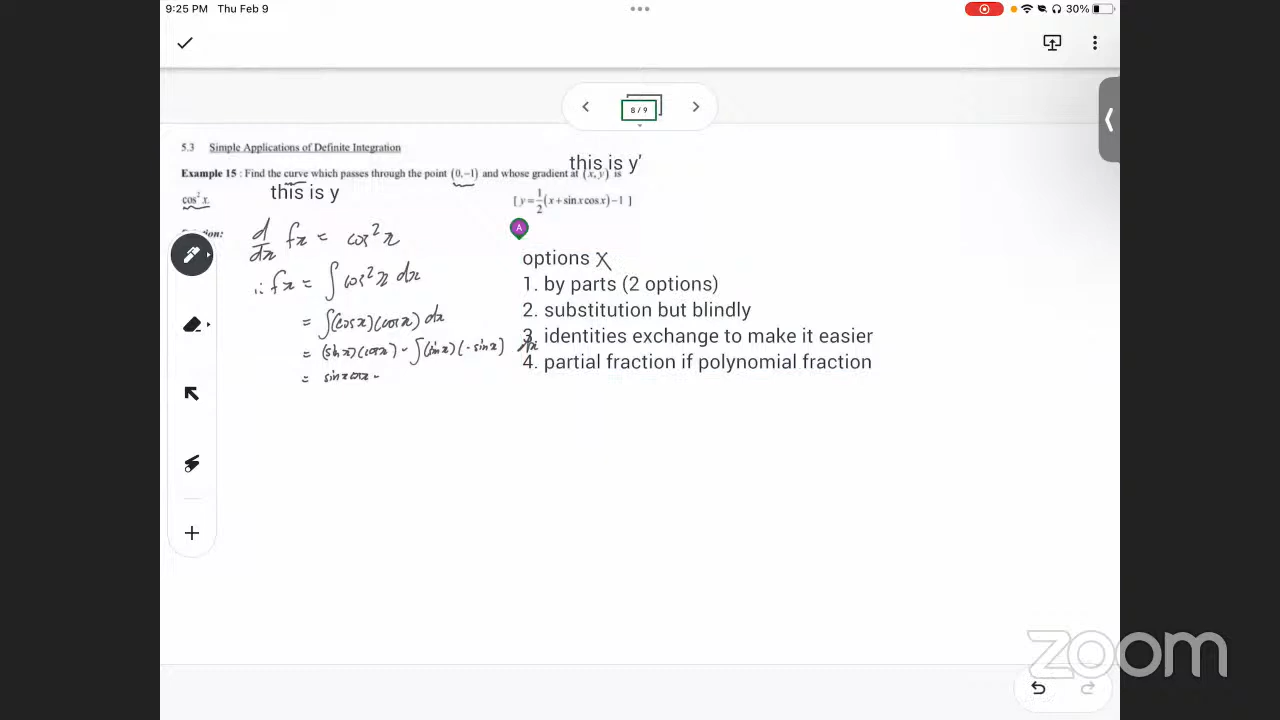 9:25 PM Thu Feb 9
30%
8 / 9
5.3 Simple Applications of Definite Integration
this is y'
Example 15 : Find the curve which passes through the point (0,−1) and whose gradient at (x, y) is
this is y
cos² x.
[ y = 1/2 (x + sin x cos x) − 1 ]
A
d/dx fx = cos² x
options X
∴ fx = ∫ cos² x dx
1. by parts (2 options)
2. substitution but blindly
= ∫(cos x)(cos x) dx
3. identities exchange to make it easier
= (sin x)(cos x) - ∫(sin x)(- sin x) dx
4. partial fraction if polynomial fraction
= sin x cos x -
zoom